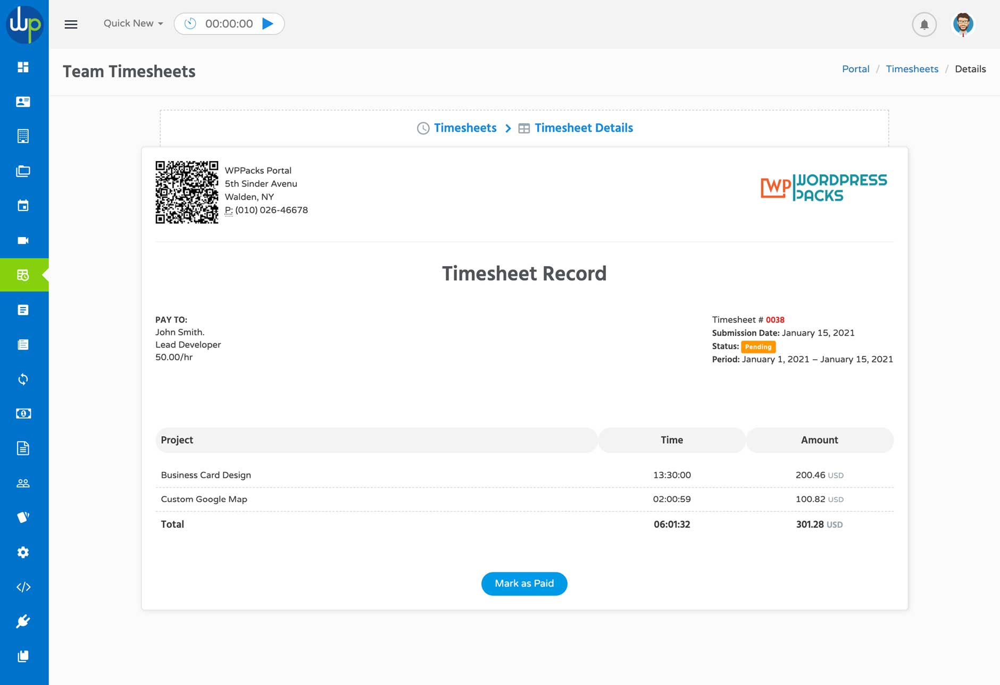 wp
Quick New
00:00:00
Team Timesheets
Portal / Timesheets / Details
Timesheets > Timesheet Details
WPPacks Portal
5th Sinder Avenu
Walden, NY
P: (010) 026-46678
WP WORDPRESS
PACKS
Timesheet Record
PAY TO:
John Smith.
Lead Developer
50.00/hr
Timesheet # 0038
Submission Date: January 15, 2021
Status: Pending
Period: January 1, 2021 – January 15, 2021
Project Time Amount
Business Card Design 13:30:00 200.46 USD
Custom Google Map 02:00:59 100.82 USD
Total 06:01:32 301.28 USD
Mark as Paid